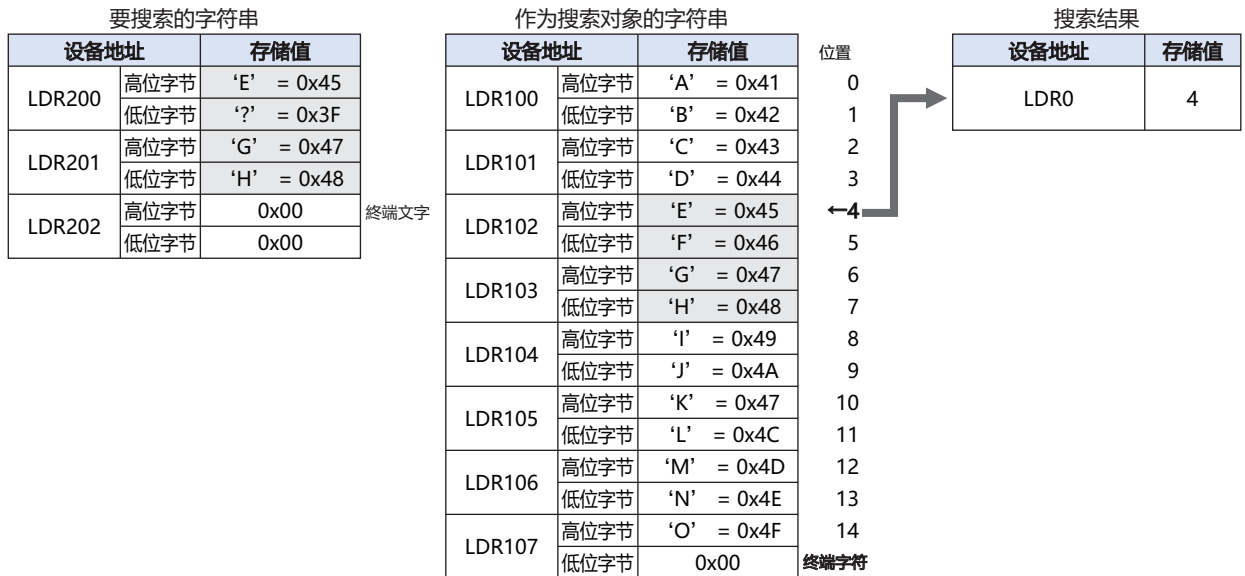 要搜索的字符串
设备地址 存储值
LDR200 高位字节 ‘E’ = 0x45
低位字节 ‘?’ = 0x3F
LDR201 高位字节 ‘G’ = 0x47
低位字节 ‘H’ = 0x48
LDR202 高位字节 0x00 終端文字
低位字节 0x00
作为搜索对象的字符串
设备地址 存储值 位置
LDR100 高位字节 ‘A’ = 0x41 0
低位字节 ‘B’ = 0x42 1
LDR101 高位字节 ‘C’ = 0x43 2
低位字节 ‘D’ = 0x44 3
LDR102 高位字节 ‘E’ = 0x45 ←4
低位字节 ‘F’ = 0x46 5
LDR103 高位字节 ‘G’ = 0x47 6
低位字节 ‘H’ = 0x48 7
LDR104 高位字节 ‘I’ = 0x49 8
低位字节 ‘J’ = 0x4A 9
LDR105 高位字节 ‘K’ = 0x47 10
低位字节 ‘L’ = 0x4C 11
LDR106 高位字节 ‘M’ = 0x4D 12
低位字节 ‘N’ = 0x4E 13
LDR107 高位字节 ‘O’ = 0x4F 14
低位字节 0x00 终端字符
搜索结果
设备地址 存储值
LDR0 4